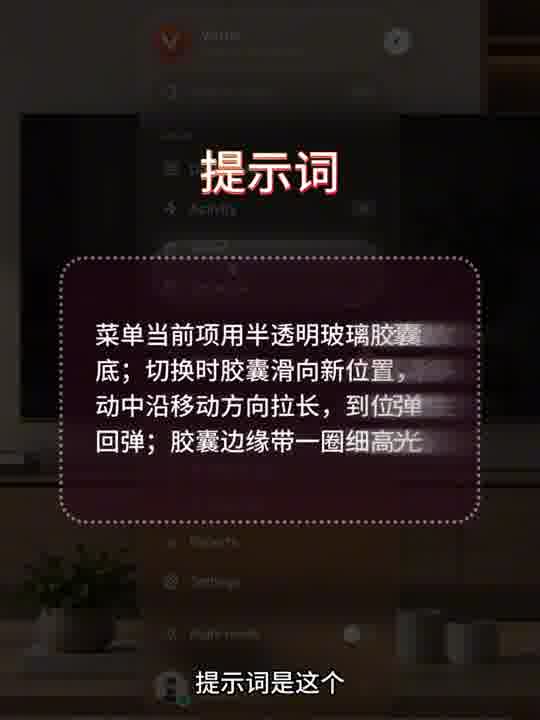 提示词
Activity
菜单当前项用半透明玻璃胶囊
底；切换时胶囊滑向新位置，
动中沿移动方向拉长，到位弹
回弹；胶囊边缘带一圈细高光
Settings
提示词是这个